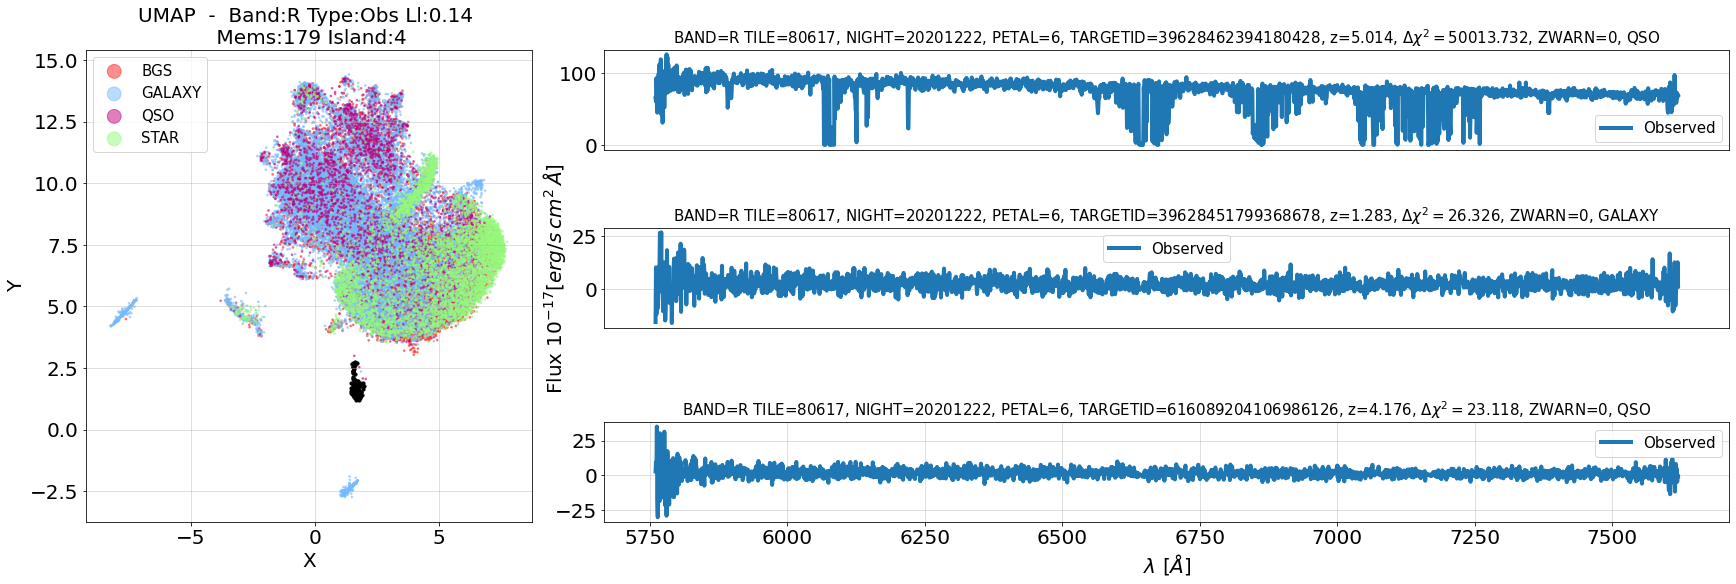 UMAP - Band:R Type:Obs Ll:0.14
Mems:179 Island:4
BGS
GALAXY
QSO
STAR
15.0
12.5
10.0
7.5
5.0
2.5
0.0
−2.5
Y
−5
0
5
X
Flux 10^{−17}[erg/s cm^2 Å]
BAND=R TILE=80617, NIGHT=20201222, PETAL=6, TARGETID=39628462394180428, z=5.014, Δχ² = 50013.732, ZWARN=0, QSO
100
0
Observed
BAND=R TILE=80617, NIGHT=20201222, PETAL=6, TARGETID=39628451799368678, z=1.283, Δχ² = 26.326, ZWARN=0, GALAXY
25
0
Observed
BAND=R TILE=80617, NIGHT=20201222, PETAL=6, TARGETID=616089204106986126, z=4.176, Δχ² = 23.118, ZWARN=0, QSO
25
0
−25
Observed
5750
6000
6250
6500
6750
7000
7250
7500
λ [Å]